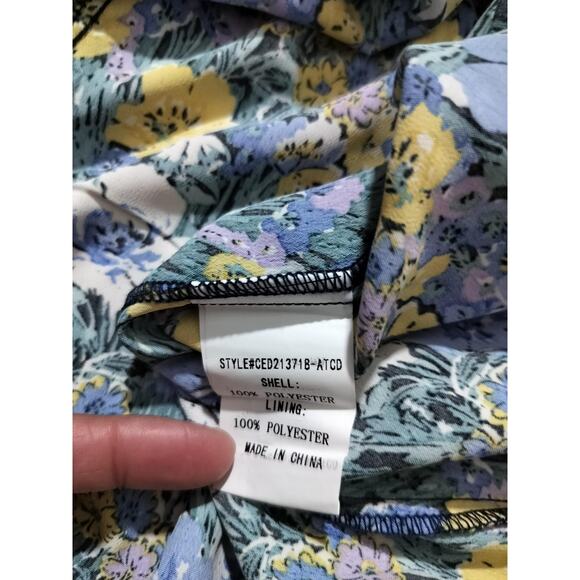 STYLE#CED213718-ATCD
SHELL:
100% POLYESTER
LINING:
100% POLYESTER
MADE IN CHINA